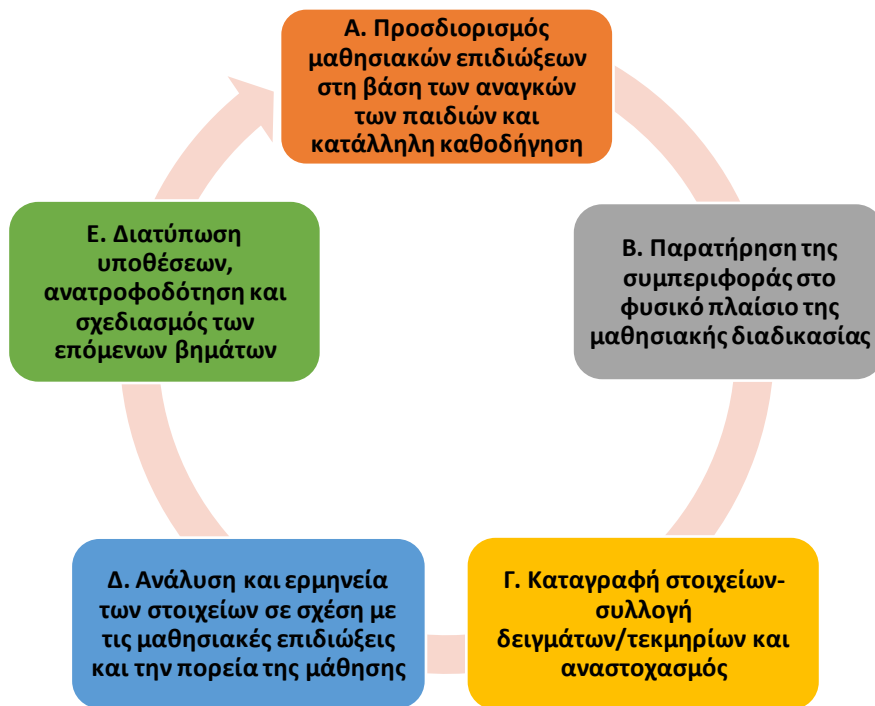 Α. Προσδιορισμός
μαθησιακών επιδιώξεων
στη βάση των αναγκών
των παιδιών και
κατάλληλη καθοδήγηση
Β. Παρατήρηση της
συμπεριφοράς στο
φυσικό πλαίσιο της
μαθησιακής διαδικασίας
Γ. Καταγραφή στοιχείων-
συλλογή
δειγμάτων/τεκμηρίων και
αναστοχασμός
Δ. Ανάλυση και ερμηνεία
των στοιχείων σε σχέση με
τις μαθησιακές επιδιώξεις
και την πορεία της μάθησης
Ε. Διατύπωση
υποθέσεων,
ανατροφοδότηση και
σχεδιασμός των
επόμενων βημάτων